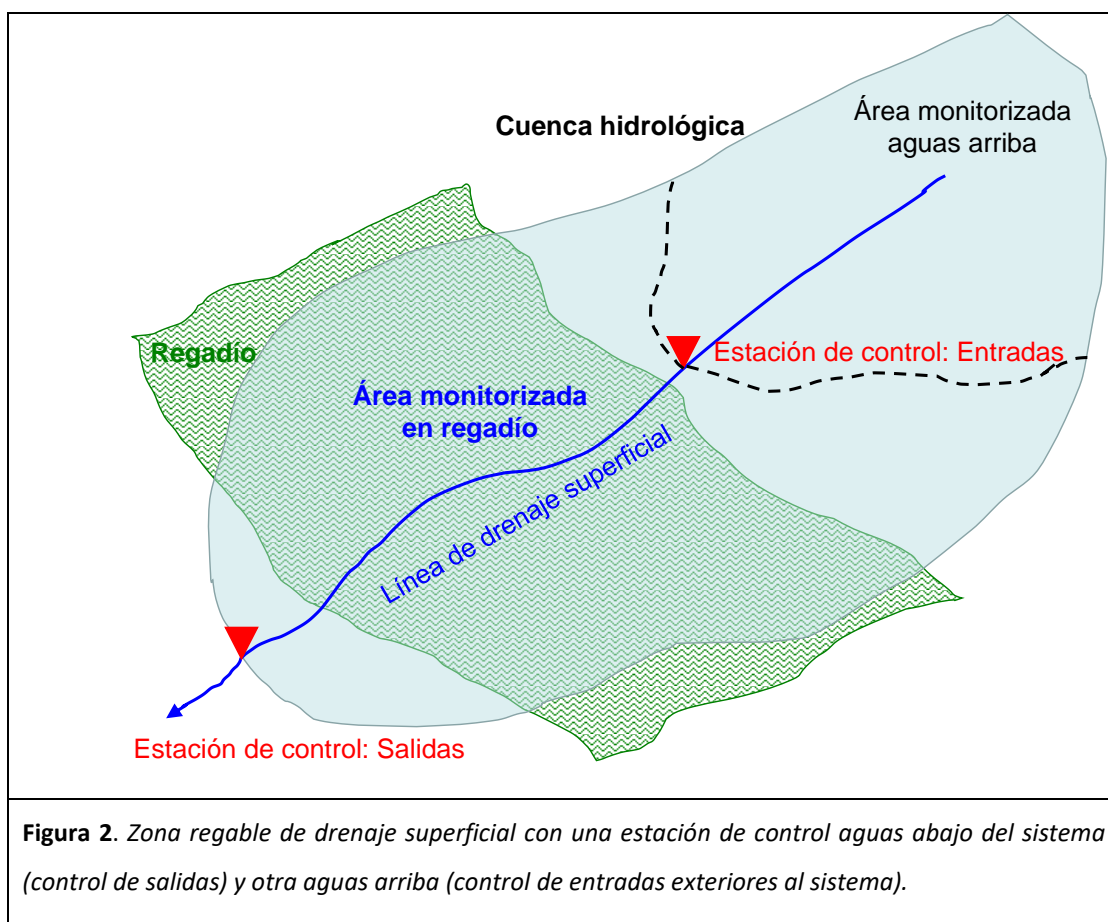 Cuenca hidrológica
Área monitorizada
aguas arriba
Regadío
Estación de control: Entradas
Área monitorizada
en regadío
Línea de drenaje superficial
Estación de control: Salidas
Figura 2. Zona regable de drenaje superficial con una estación de control aguas abajo del sistema
(control de salidas) y otra aguas arriba (control de entradas exteriores al sistema).